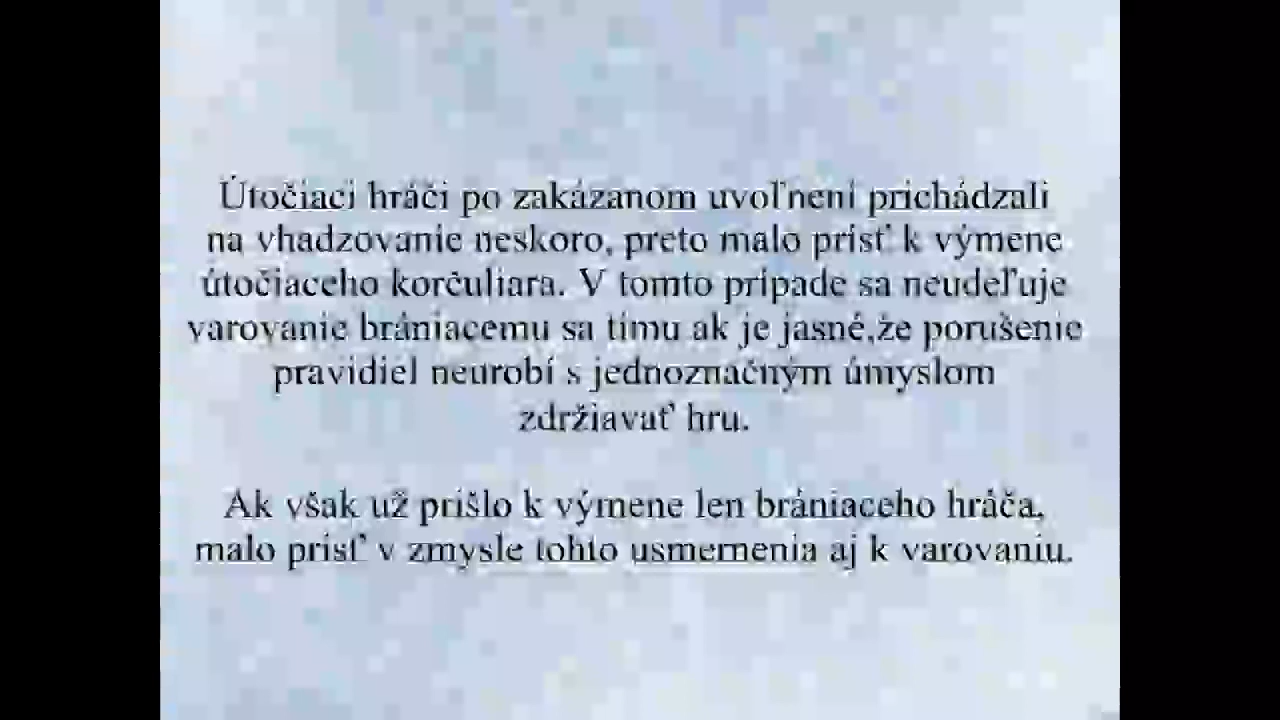 Útočiaci hráči po zakázanom uvoľnení prichádzali
na vhadzovanie neskoro, preto malo prísť k výmene
útočiaceho korčuliara. V tomto prípade sa neudeľuje
varovanie brániacemu sa tímu ak je jasné,že porušenie
pravidiel neurobí s jednoznačným úmyslom
zdržiavať hru.
Ak však už prišlo k výmene len brániaceho hráča,
malo prísť v zmysle tohto usmernenia aj k varovaniu.